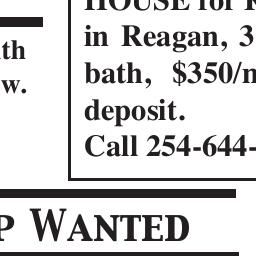 HOUSE for
in Reagan, 3
bath, $350/m
deposit.
Call 254-644-
th
w.
P WANTED